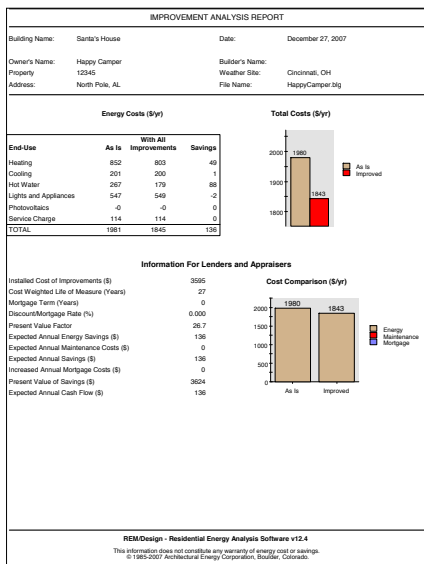 IMPROVEMENT ANALYSIS REPORT
Building Name: Santa's House Date: December 27, 2007
Owner's Name: Happy Camper Builder's Name:
Property 12345 Weather Site: Cincinnati, OH
Address: North Pole, AL File Name: HappyCamper.blg
Energy Costs ($/yr)
With All
End-Use As Is Improvements Savings
Heating 852 803 49
Cooling 201 200 1
Hot Water 267 179 88
Lights and Appliances 547 549 -2
Photovoltaics -0 -0 0
Service Charge 114 114 0
TOTAL 1981 1845 136
Total Costs ($/yr)
2000
1900
1800
1980
1843
As Is
Improved
Information For Lenders and Appraisers
Installed Cost of Improvements ($) 3595
Cost Weighted Life of Measure (Years) 27
Mortgage Term (Years) 0
Discount/Mortgage Rate (%) 0.000
Present Value Factor 26.7
Expected Annual Energy Savings ($) 136
Expected Annual Maintenance Costs ($) 0
Expected Annual Savings ($) 136
Increased Annual Mortgage Costs ($) 0
Present Value of Savings ($) 3624
Expected Annual Cash Flow ($) 136
Cost Comparison ($/yr)
2000
1500
1000
500
0
1980
1843
As Is Improved
Energy
Maintenance
Mortgage
REM/Design - Residential Energy Analysis Software v12.4
This information does not constitute any warranty of energy cost or savings.
© 1985-2007 Architectural Energy Corporation, Boulder, Colorado.